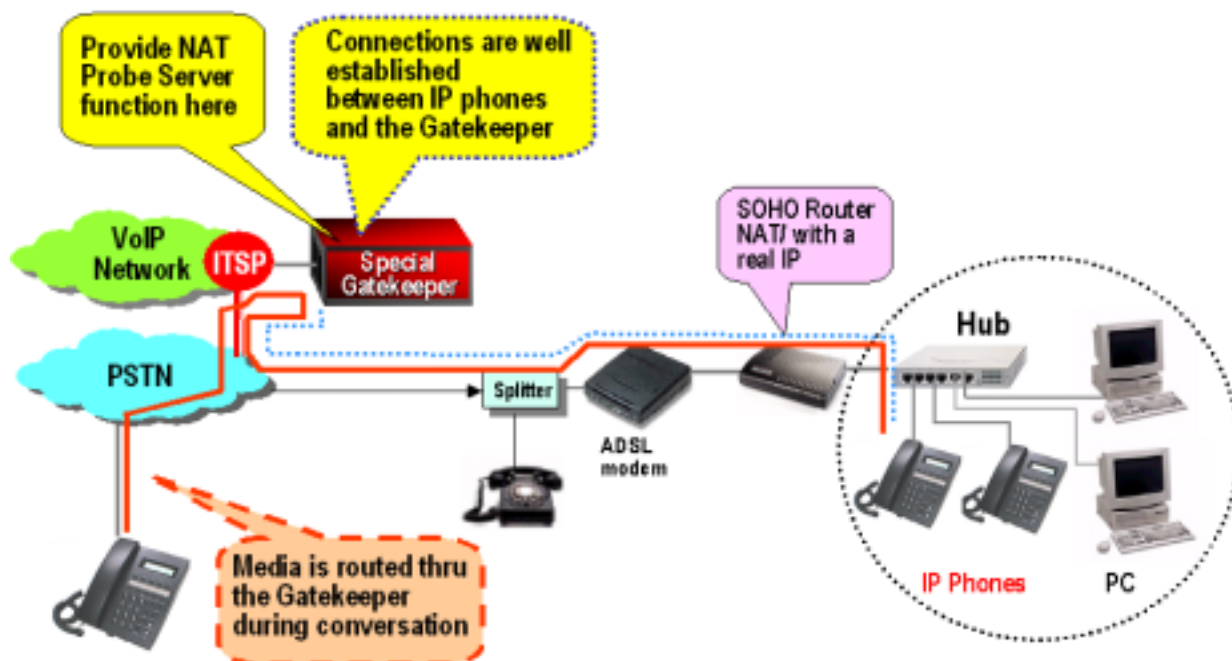 Provide NAT
Probe Server
function here
Connections are well
established
between IP phones
and the Gatekeeper
SOHO Router
NAT/ with a
real IP
VoIP
Network
ITSP
Special
Gatekeeper
Hub
PSTN
Splitter
ADSL
modem
Media is routed thru
the Gatekeeper
during conversation
IP Phones
PC